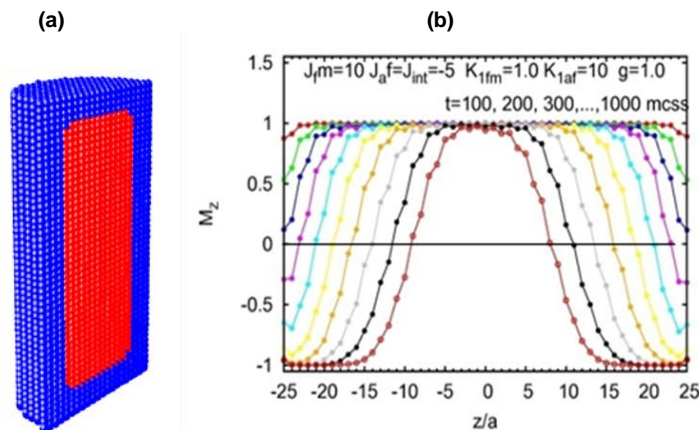 (a)
(b)
J_fm=10 J_af=J_int=-5 K_1fm=1.0 K_1af=10 g=1.0
t=100, 200, 300,...,1000 mcss
1.5
1
0.5
0
-0.5
-1
M_z
-25 -20 -15 -10 -5 0 5 10 15 20 25
z/a